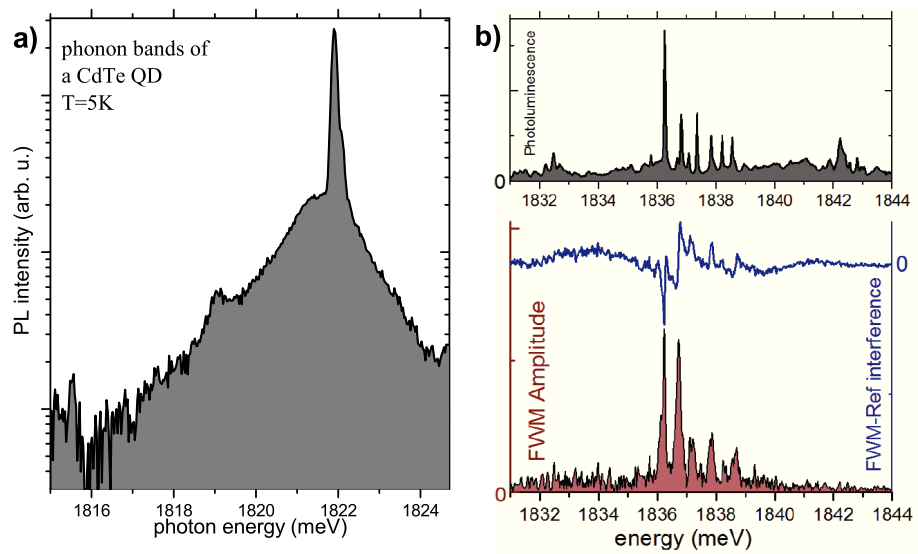 a)
phonon bands of
a CdTe QD
T=5K
PL intensity (arb. u.)
1816 1818 1820 1822 1824
photon energy (meV)
b)
Photoluminescence
0
1832 1834 1836 1838 1840 1842 1844
FWM Amplitude
0
FWM-Ref interference
0
1832 1834 1836 1838 1840 1842 1844
energy (meV)